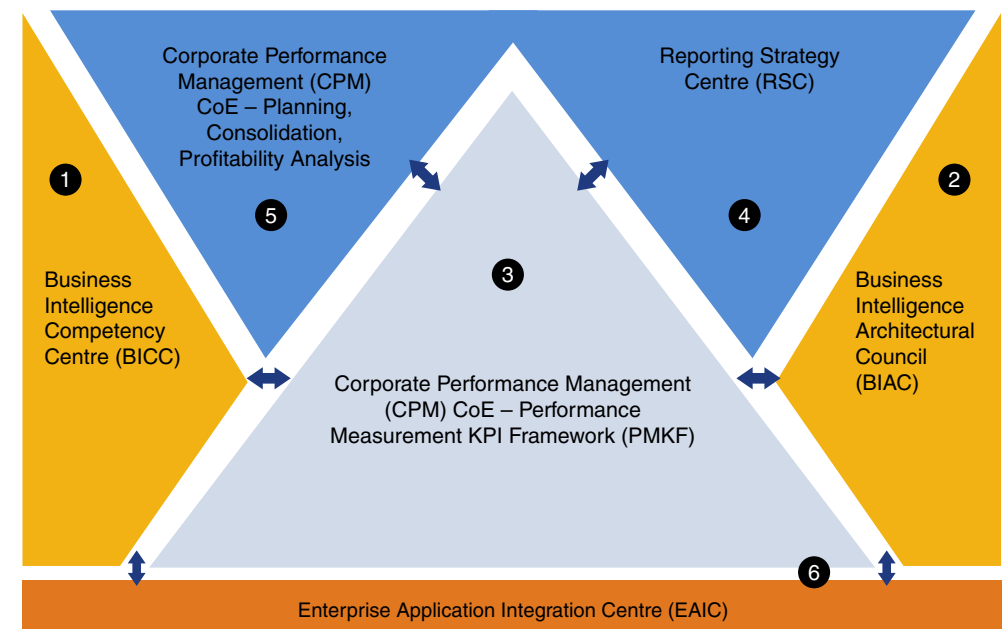 Corporate Performance
Management (CPM)
CoE – Planning,
Consolidation,
Profitability Analysis
5
Reporting Strategy
Centre (RSC)
4
1
Business
Intelligence
Competency
Centre (BICC)
2
Business
Intelligence
Architectural
Council
(BIAC)
3
Corporate Performance Management
(CPM) CoE – Performance
Measurement KPI Framework (PMKF)
6
Enterprise Application Integration Centre (EAIC)